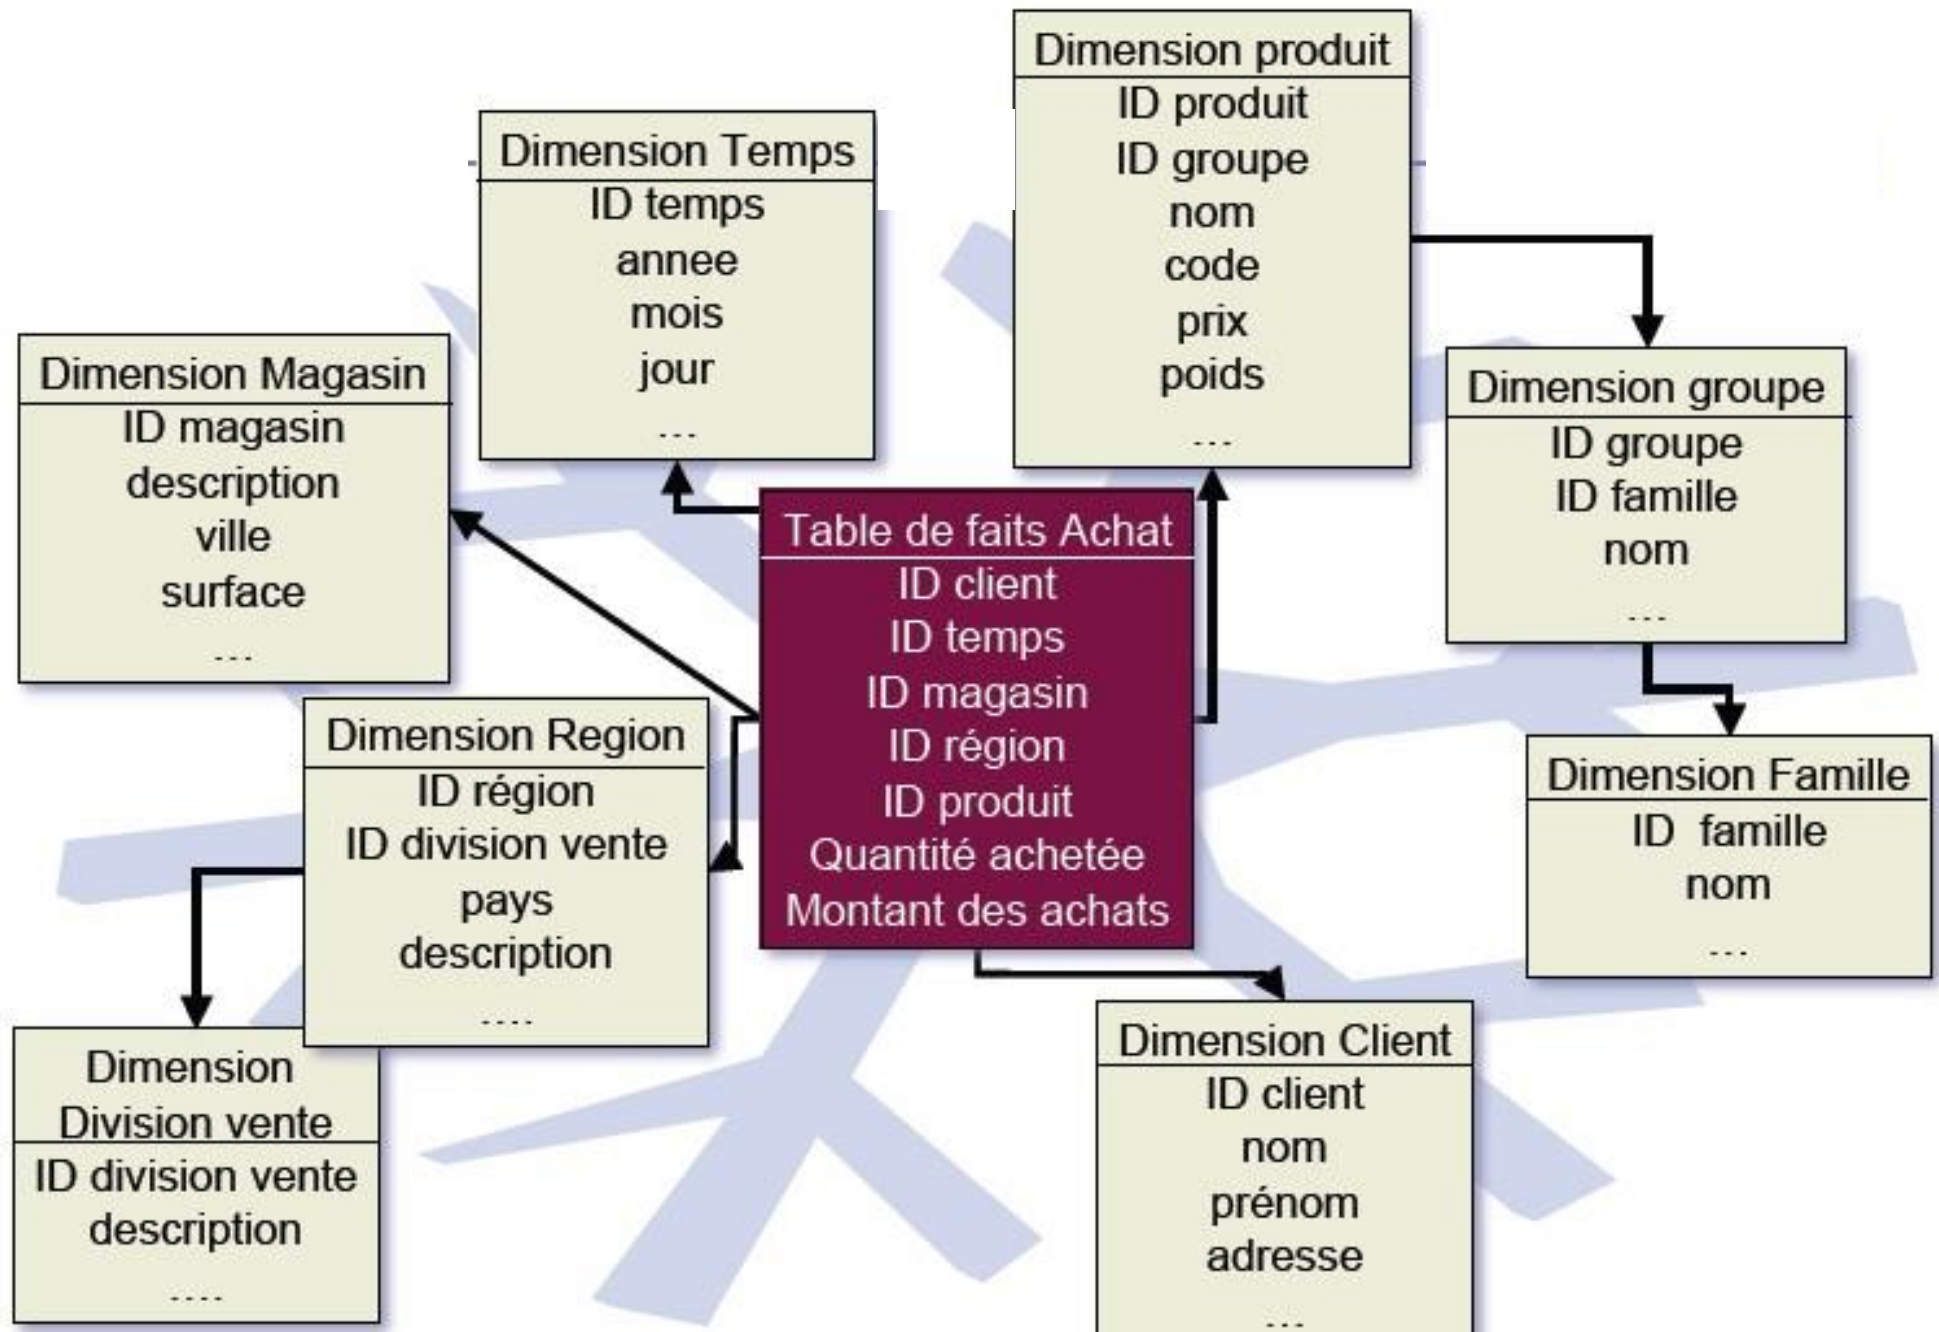 Dimension produit
ID produit
ID groupe
nom
code
prix
poids
...
Dimension Temps
ID temps
annee
mois
jour
...
Dimension Magasin
ID magasin
description
ville
surface
...
Dimension groupe
ID groupe
ID famille
nom
...
Table de faits Achat
ID client
ID temps
ID magasin
ID région
ID produit
Quantité achetée
Montant des achats
Dimension Region
ID région
ID division vente
pays
description
....
Dimension Famille
ID famille
nom
...
Dimension
Division vente
ID division vente
description
....
Dimension Client
ID client
nom
prénom
adresse
...